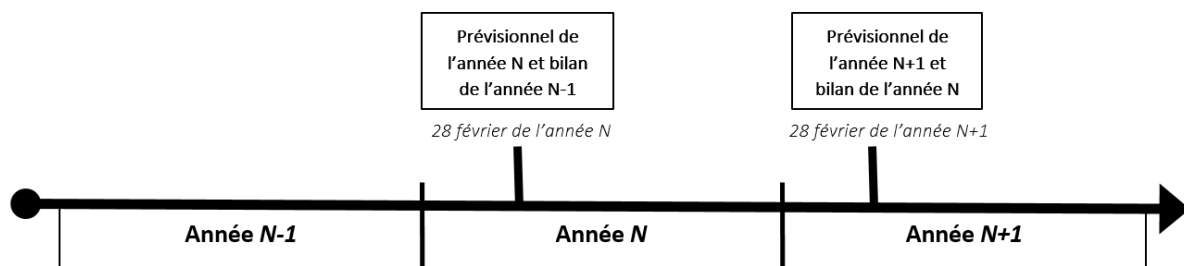 Prévisionnel de
l'année N et bilan
de l'année N-1
Prévisionnel de
l'année N+1 et
bilan de l'année N
28 février de l'année N
28 février de l'année N+1
Année N-1
Année N
Année N+1